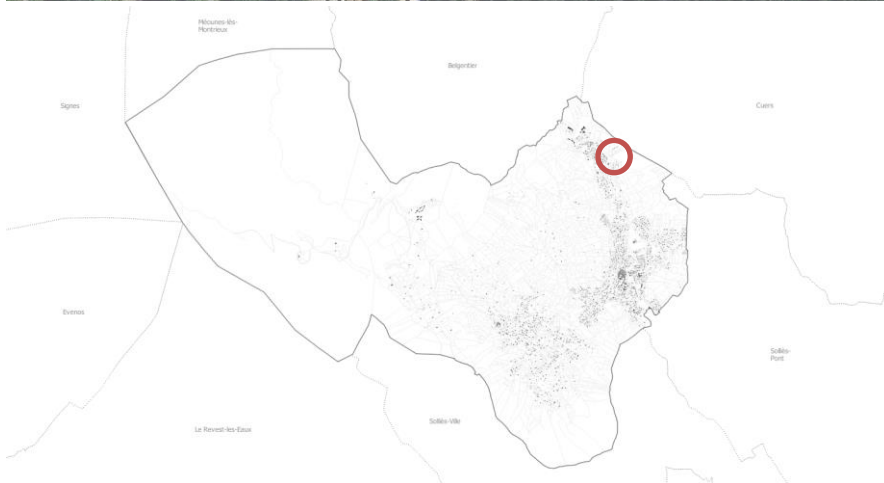 Méounes-lès-
Montrieux
Belgentier
Signes
Cuers
Evenos
Solliès-
Pont
Solliès-Ville
Le Revest-les-Eaux